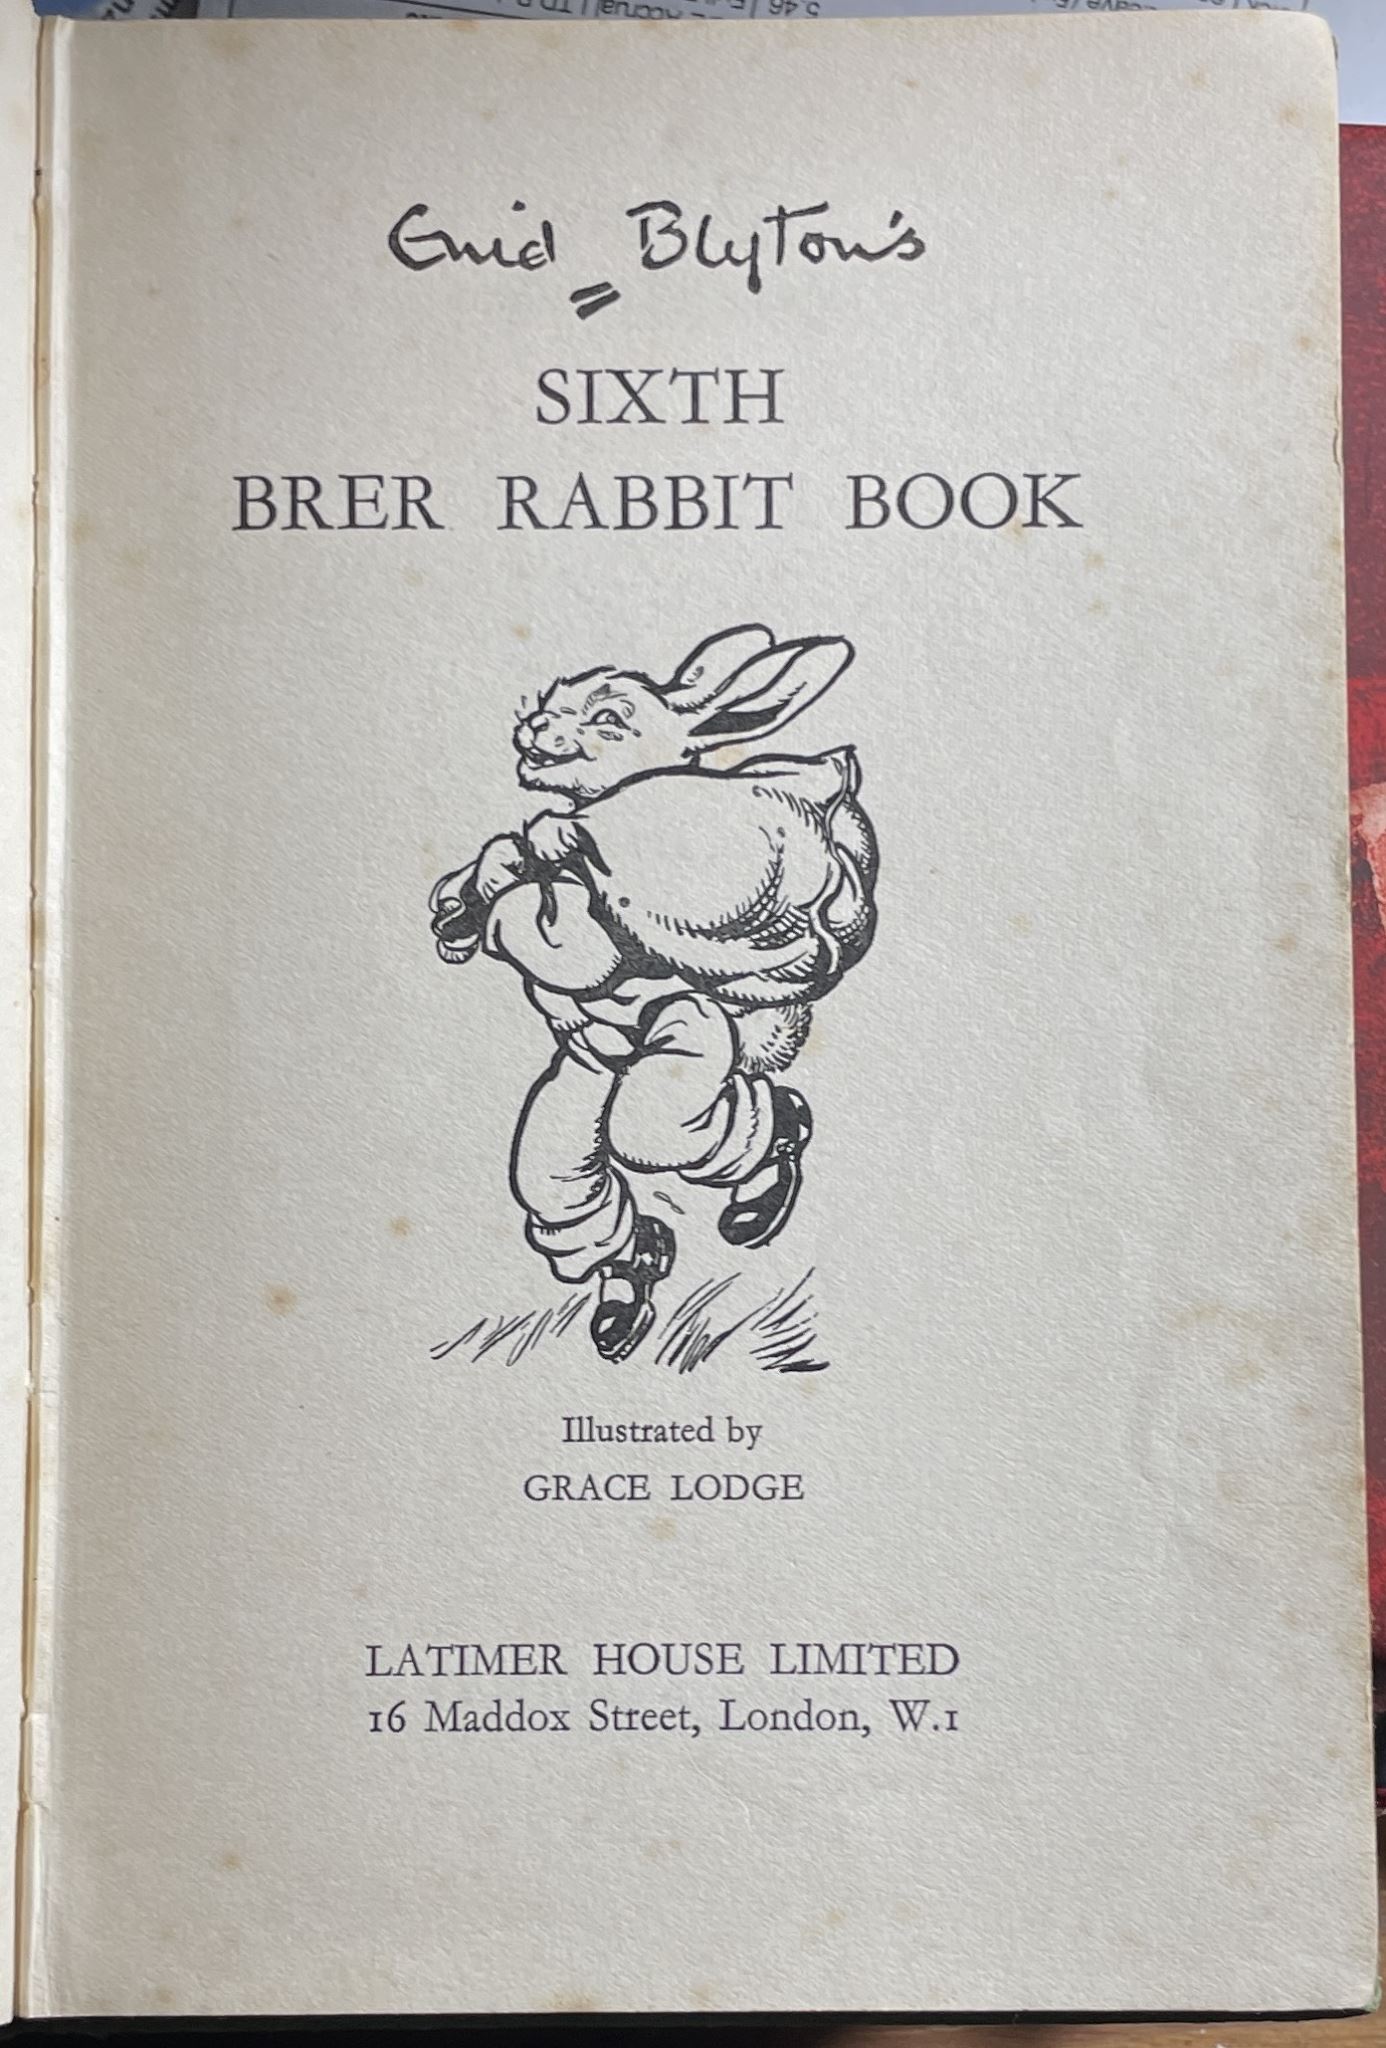 Enid Blyton's
SIXTH
BRER RABBIT BOOK
Illustrated by
GRACE LODGE
LATIMER HOUSE LIMITED
16 Maddox Street, London, W.1